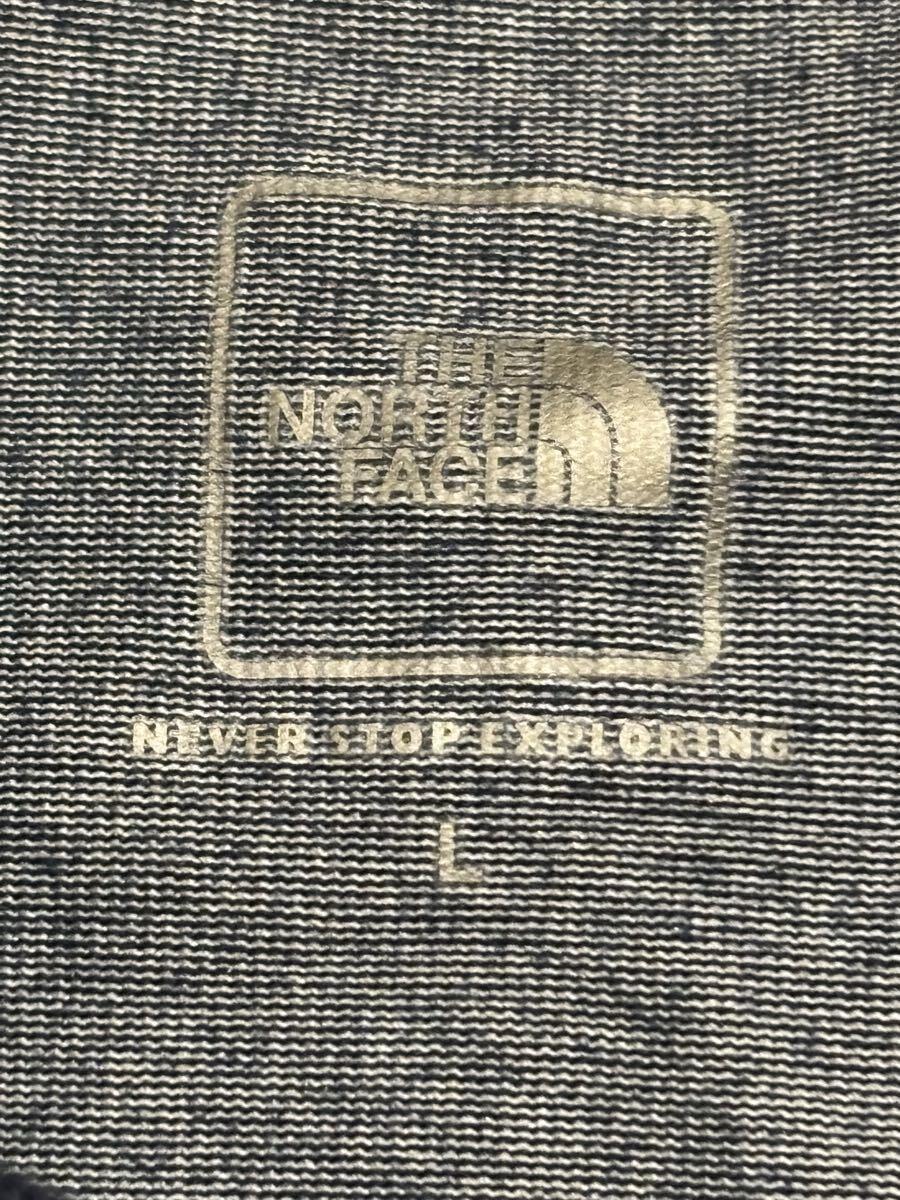 THE
NORTH
FACE
NEVER STOP EXPLORING
L